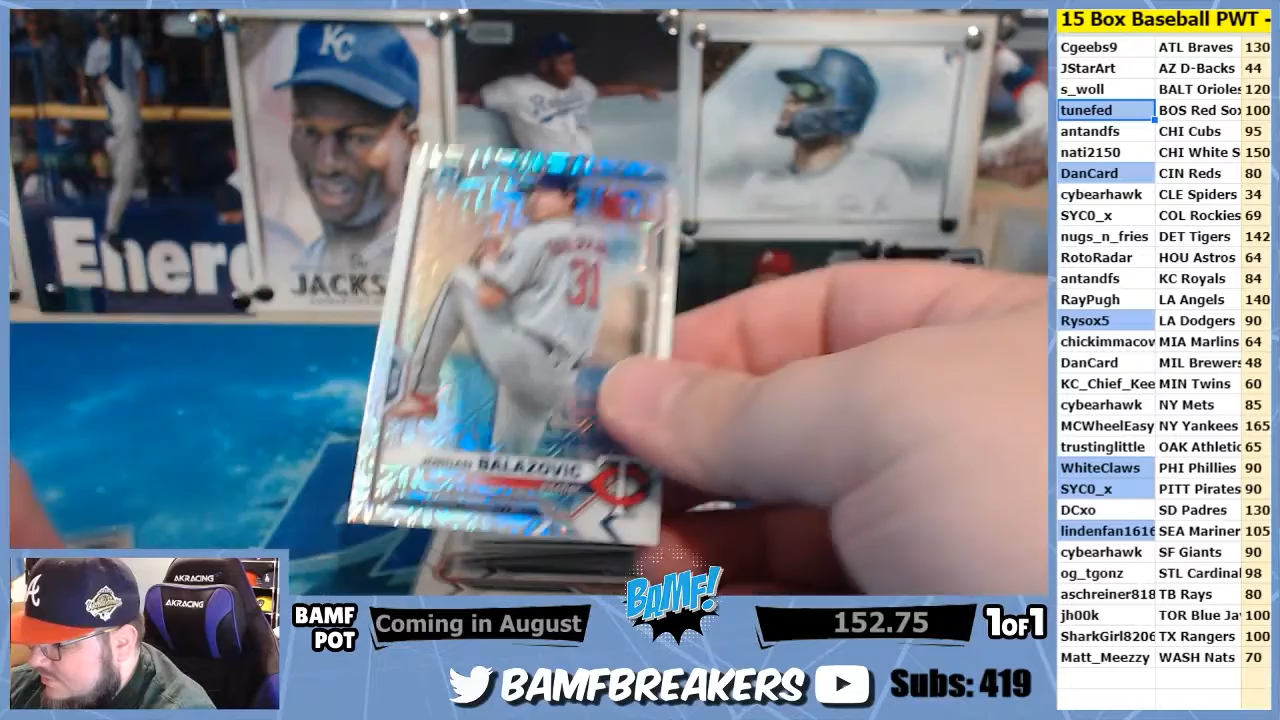 KC
Energ
JACKS
31
JORDAN BALAZOVIC
AKRACING
AKRACING
A
BAMF POT
Coming in August
BAMF!
152.75
1OF1
BAMFBREAKERS
Subs: 419
15 Box Baseball PWT -
Cgeebs9 ATL Braves 130
JStarArt AZ D-Backs 44
s_woll BALT Orioles 120
tunefed BOS Red Sox 100
antandfs CHI Cubs 95
nati2150 CHI White S 150
DanCard CIN Reds 80
cybearhawk CLE Spiders 34
SYC0_x COL Rockies 69
nugs_n_fries DET Tigers 142
RotoRadar HOU Astros 64
antandfs KC Royals 84
RayPugh LA Angels 140
Rysox5 LA Dodgers 90
chickimmacov MIA Marlins 64
DanCard MIL Brewers 48
KC_Chief_Kee MIN Twins 60
cybearhawk NY Mets 85
MCWheelEasy NY Yankees 165
trustinglittle OAK Athletic 65
WhiteClaws PHI Phillies 90
SYC0_x PITT Pirates 90
DCxo SD Padres 130
lindenfan1616 SEA Mariner 105
cybearhawk SF Giants 90
og_tgonz STL Cardinal 98
aschreiner818 TB Rays 80
jh00k TOR Blue Ja 100
SharkGirl8206 TX Rangers 100
Matt_Meezzy WASH Nats 70